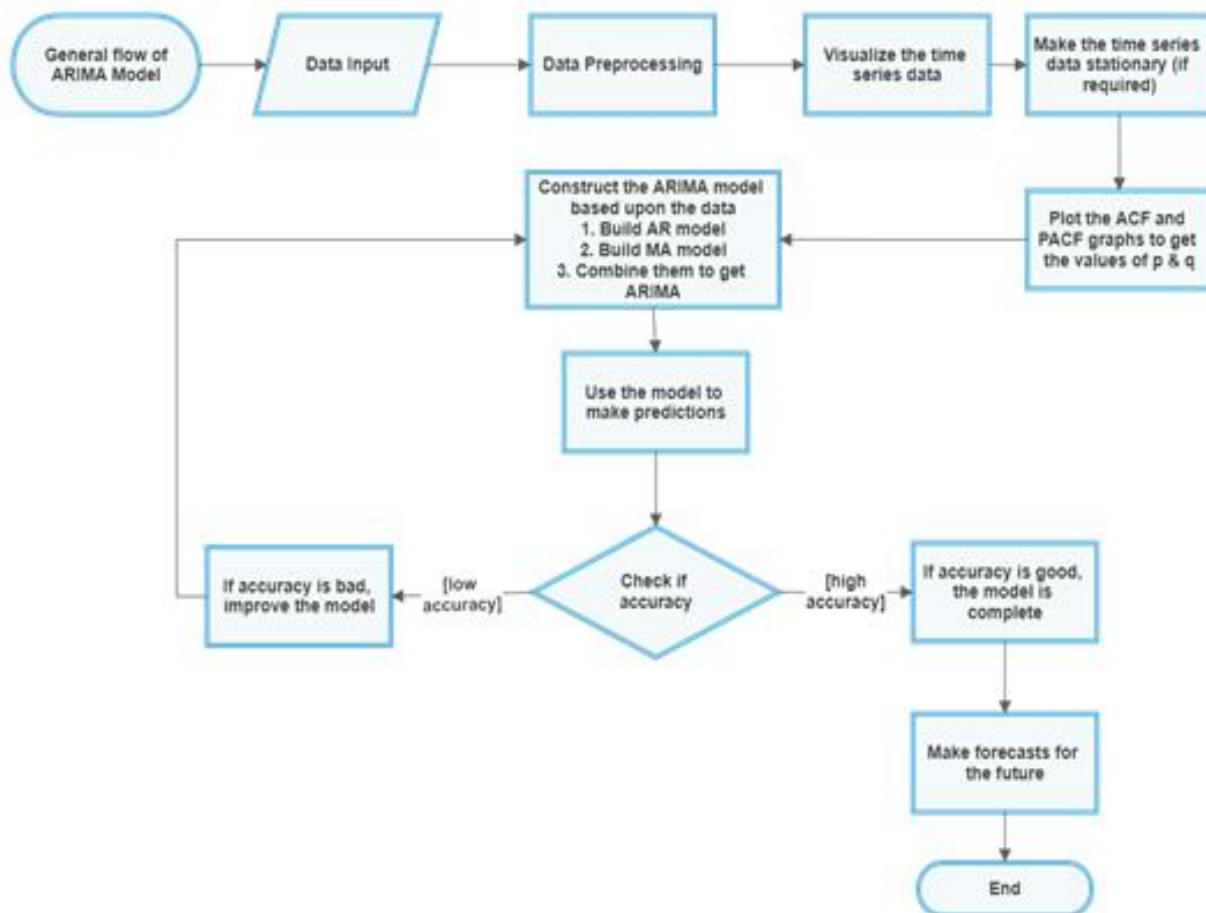 General flow of
ARIMA Model
Data Input
Data Preprocessing
Visualize the time
series data
Make the time series
data stationary (if
required)
Plot the ACF and
PACF graphs to get
the values of p & q
Construct the ARIMA model
based upon the data
1. Build AR model
2. Build MA model
3. Combine them to get
ARIMA
Use the model to
make predictions
Check if
accuracy
[low
accuracy]
If accuracy is bad,
improve the model
[high
accuracy]
If accuracy is good,
the model is
complete
Make forecasts for
the future
End